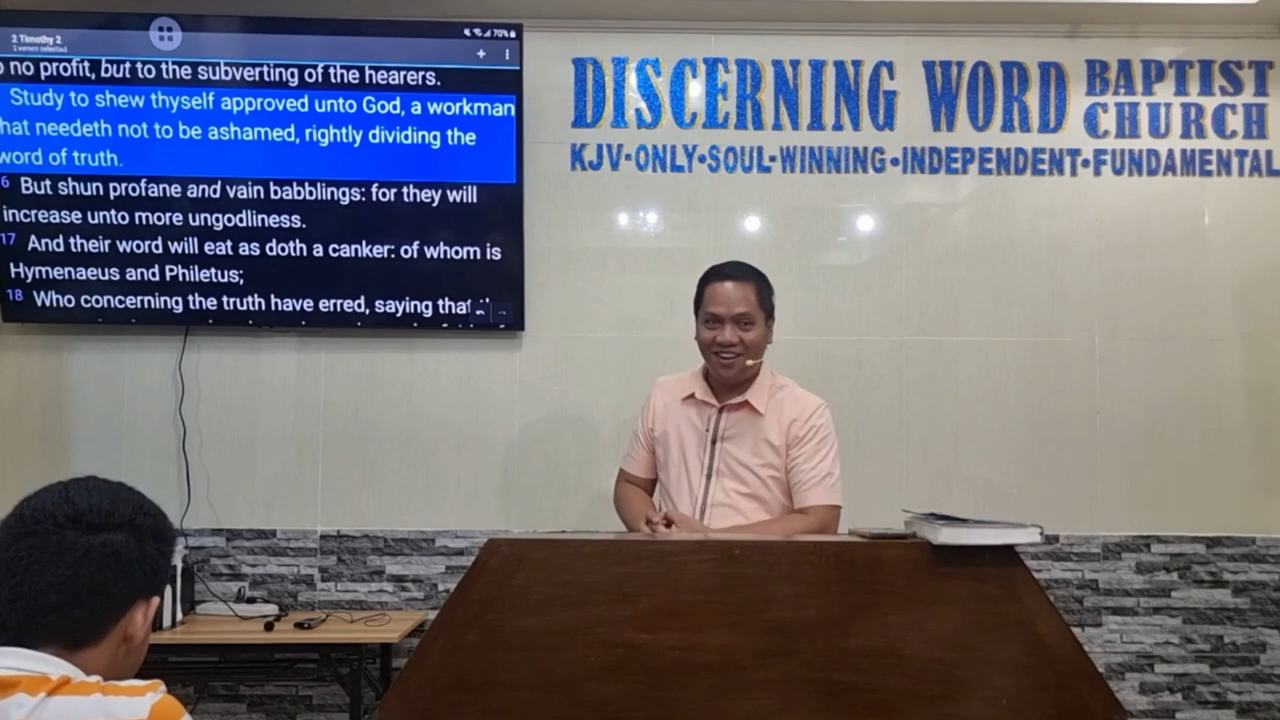 2 Timothy 2
2 verses selected
70%
no profit, but to the subverting of the hearers.
Study to shew thyself approved unto God, a workman
hat needeth not to be ashamed, rightly dividing the
word of truth.
6 But shun profane and vain babblings: for they will
increase unto more ungodliness.
17 And their word will eat as doth a canker: of whom is
Hymenaeus and Philetus;
18 Who concerning the truth have erred, saying that
DISCERNING WORD BAPTIST CHURCH
KJV-ONLY•SOUL-WINNING•INDEPENDENT•FUNDAMENTAL